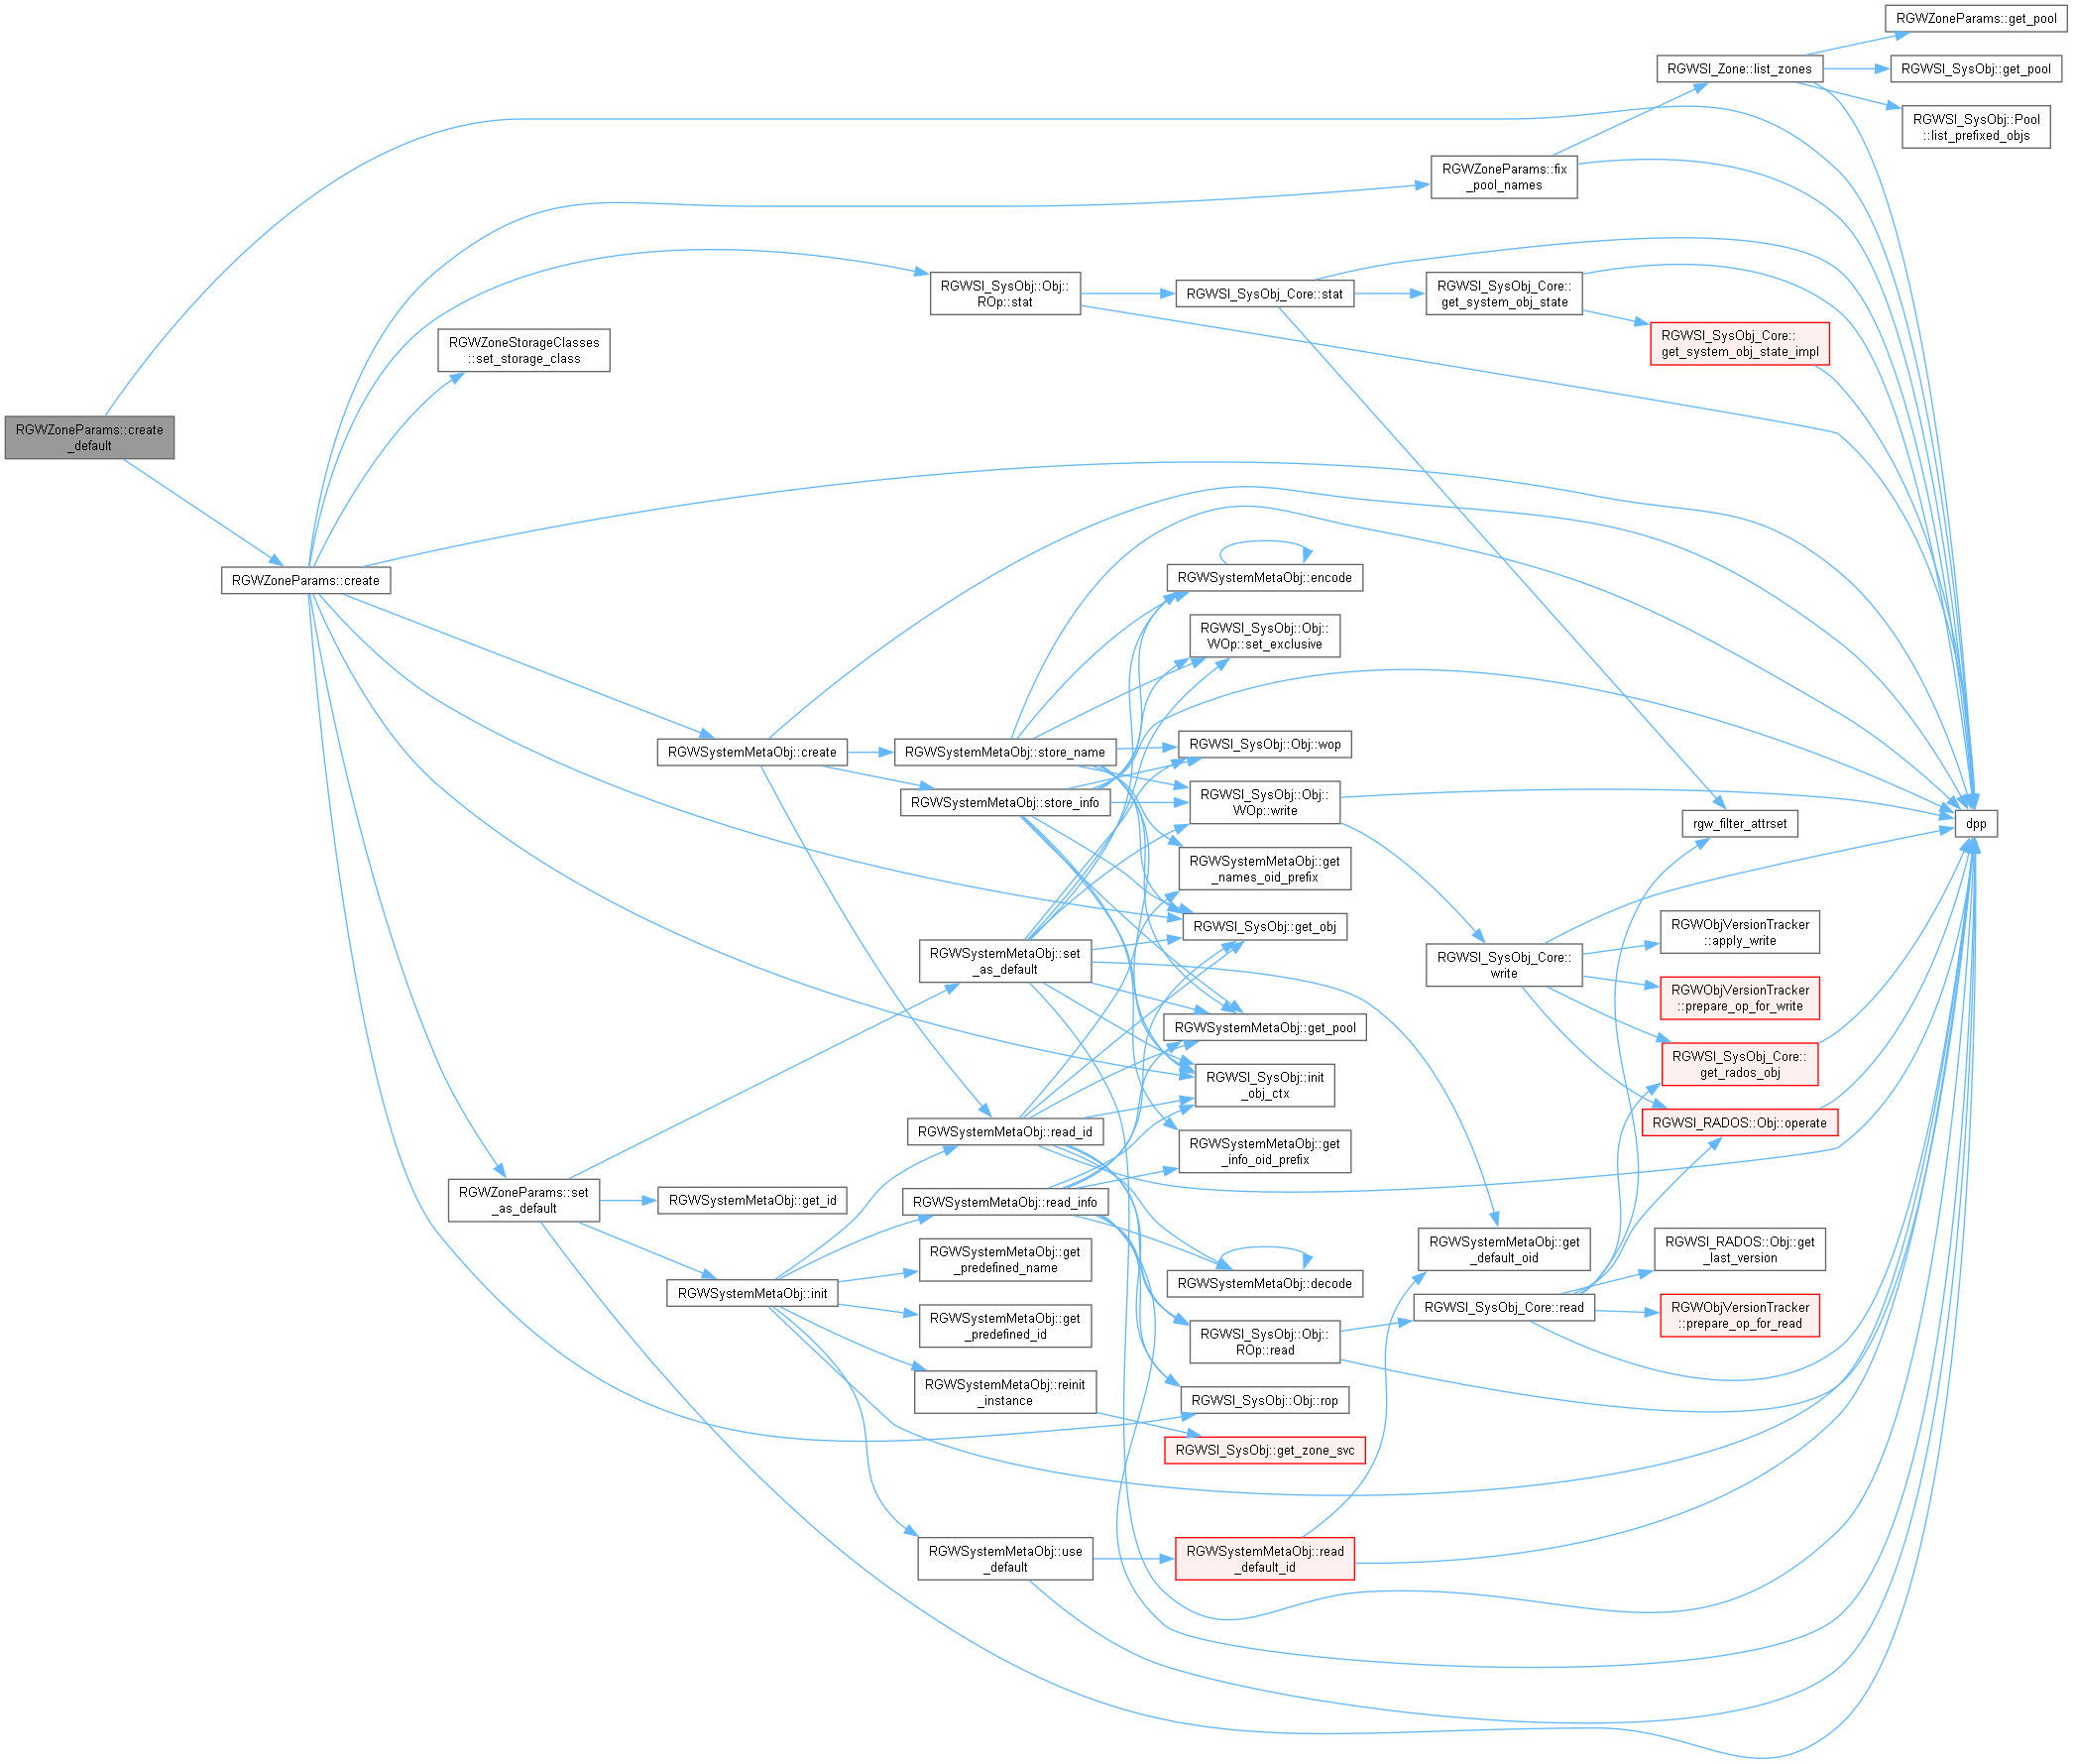 RGWZoneParams::get_pool
RGWSI_Zone::list_zones
RGWSI_SysObj::get_pool
RGWSI_SysObj::Pool
::list_prefixed_objs
RGWZoneParams::fix
_pool_names
RGWSI_SysObj::Obj::
ROp::stat
RGWSI_SysObj_Core::stat
RGWSI_SysObj_Core::
get_system_obj_state
RGWSI_SysObj_Core::
get_system_obj_state_impl
RGWZoneStorageClasses
::set_storage_class
RGWZoneParams::create
_default
RGWZoneParams::create
RGWSystemMetaObj::encode
RGWSI_SysObj::Obj::
WOp::set_exclusive
RGWSystemMetaObj::create
RGWSystemMetaObj::store_name
RGWSI_SysObj::Obj::wop
RGWSystemMetaObj::store_info
RGWSI_SysObj::Obj::
WOp::write
rgw_filter_attrset
dpp
RGWSystemMetaObj::get
_names_oid_prefix
RGWSI_SysObj::get_obj
RGWSystemMetaObj::set
_as_default
RGWSI_SysObj_Core::
write
RGWObjVersionTracker
::apply_write
RGWObjVersionTracker
::prepare_op_for_write
RGWSystemMetaObj::get_pool
RGWSI_SysObj_Core::
get_rados_obj
RGWSI_SysObj::init
_obj_ctx
RGWSI_RADOS::Obj::operate
RGWSystemMetaObj::read_id
RGWSystemMetaObj::get
_info_oid_prefix
RGWZoneParams::set
_as_default
RGWSystemMetaObj::get_id
RGWSystemMetaObj::read_info
RGWSystemMetaObj::get
_predefined_name
RGWSystemMetaObj::get
_default_oid
RGWSI_RADOS::Obj::get
_last_version
RGWSystemMetaObj::decode
RGWSystemMetaObj::init
RGWSI_SysObj_Core::read
RGWObjVersionTracker
::prepare_op_for_read
RGWSystemMetaObj::get
_predefined_id
RGWSI_SysObj::Obj::
ROp::read
RGWSystemMetaObj::reinit
_instance
RGWSI_SysObj::Obj::rop
RGWSI_SysObj::get_zone_svc
RGWSystemMetaObj::use
_default
RGWSystemMetaObj::read
_default_id